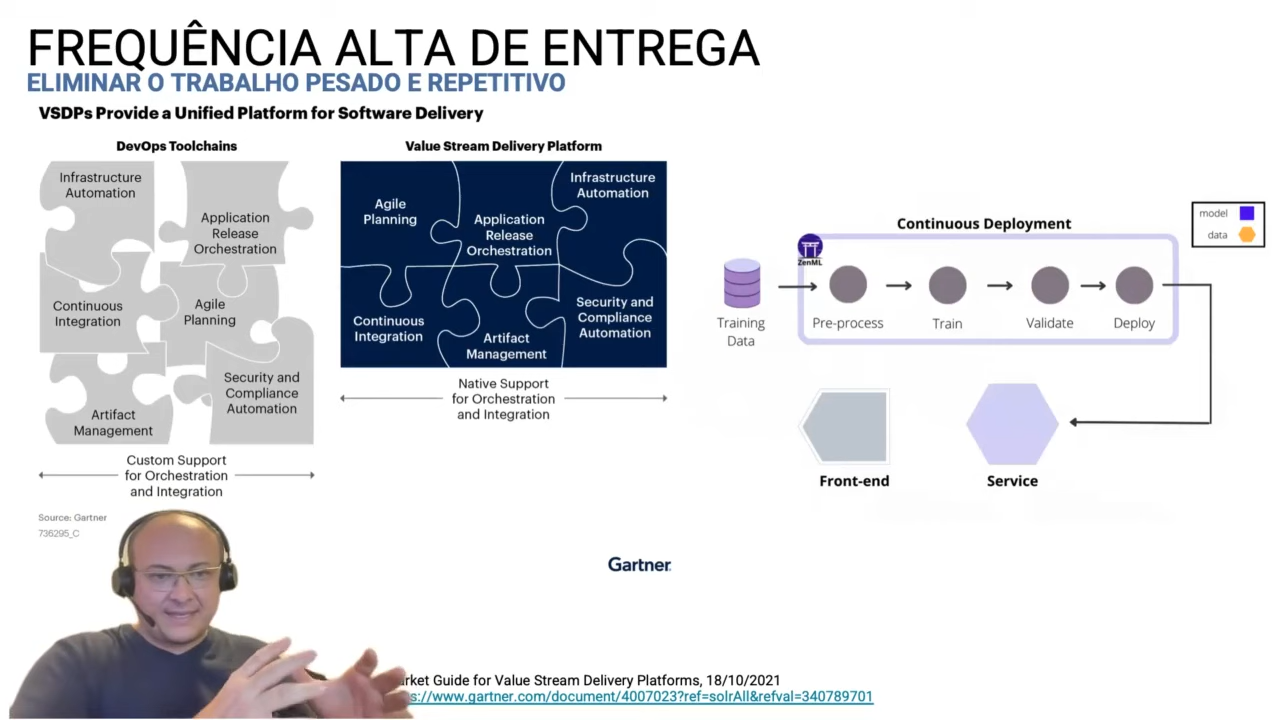 FREQUÊNCIA ALTA DE ENTREGA
ELIMINAR O TRABALHO PESADO E REPETITIVO
VSDPs Provide a Unified Platform for Software Delivery
DevOps Toolchains
Infrastructure
Automation
Application
Release
Orchestration
Continuous
Integration
Agile
Planning
Security and
Compliance
Automation
Artifact
Management
Custom Support
for Orchestration
and Integration
Source: Gartner
736295_C
Value Stream Delivery Platform
Agile
Planning
Application
Release
Orchestration
Infrastructure
Automation
Continuous
Integration
Artifact
Management
Security and
Compliance
Automation
Native Support
for Orchestration
and Integration
Gartner
model
data
Continuous Deployment
ZenML
Training
Data
Pre-process
Train
Validate
Deploy
Front-end
Service
Guide for Value Stream Delivery Platforms, 18/10/2021
s://www.gartner.com/document/4007023?ref=solrAll&refval=340789701